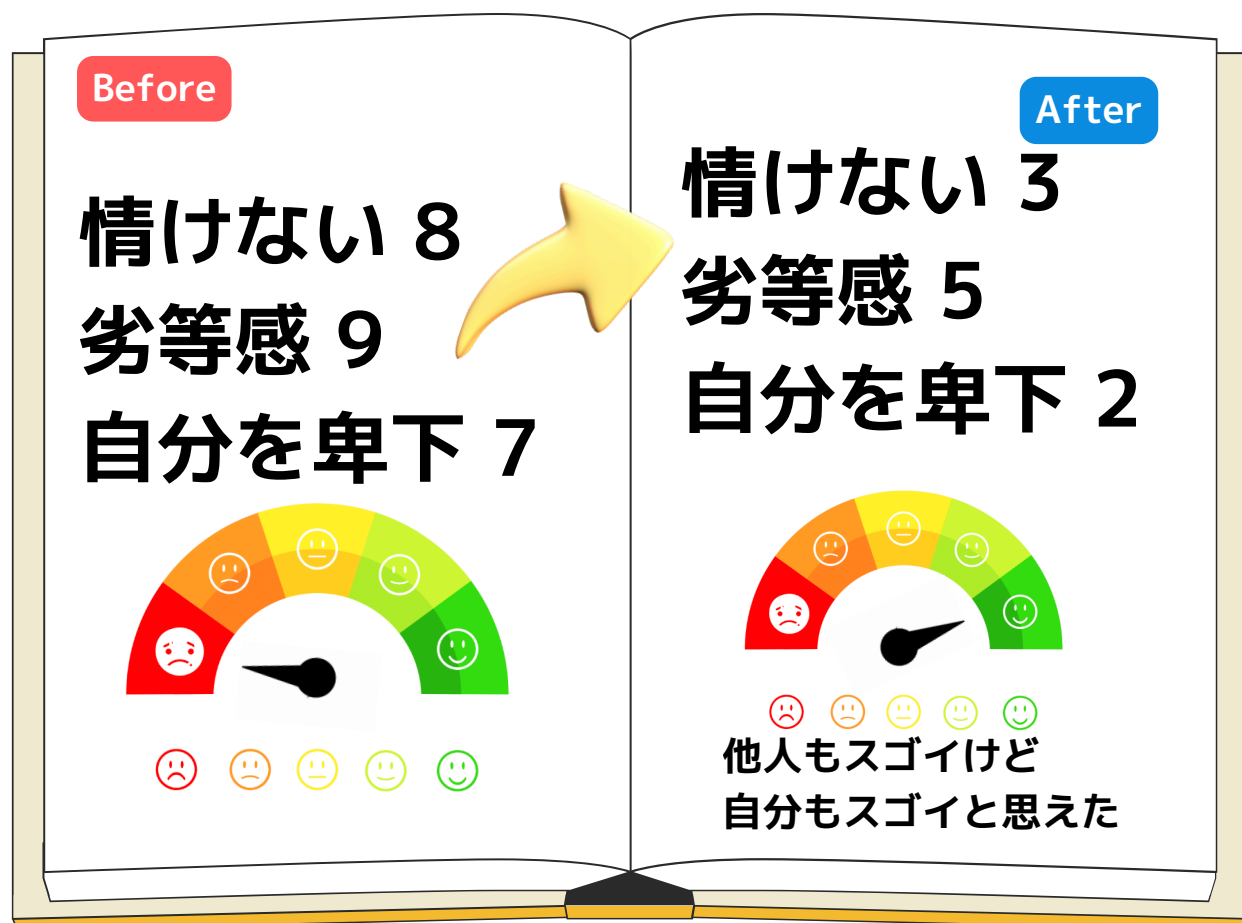 Before
情けない 8
劣等感 9
自分を卑下 7
After
情けない 3
劣等感 5
自分を卑下 2
他人もスゴイけど
自分もスゴイと思えた